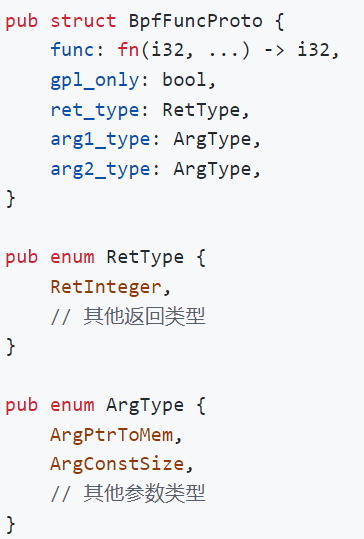 pub struct BpfFuncProto {
    func: fn(i32, ...) -> i32,
    gpl_only: bool,
    ret_type: RetType,
    arg1_type: ArgType,
    arg2_type: ArgType,
}

pub enum RetType {
    RetInteger,
    // 其他返回类型
}

pub enum ArgType {
    ArgPtrToMem,
    ArgConstSize,
    // 其他参数类型
}